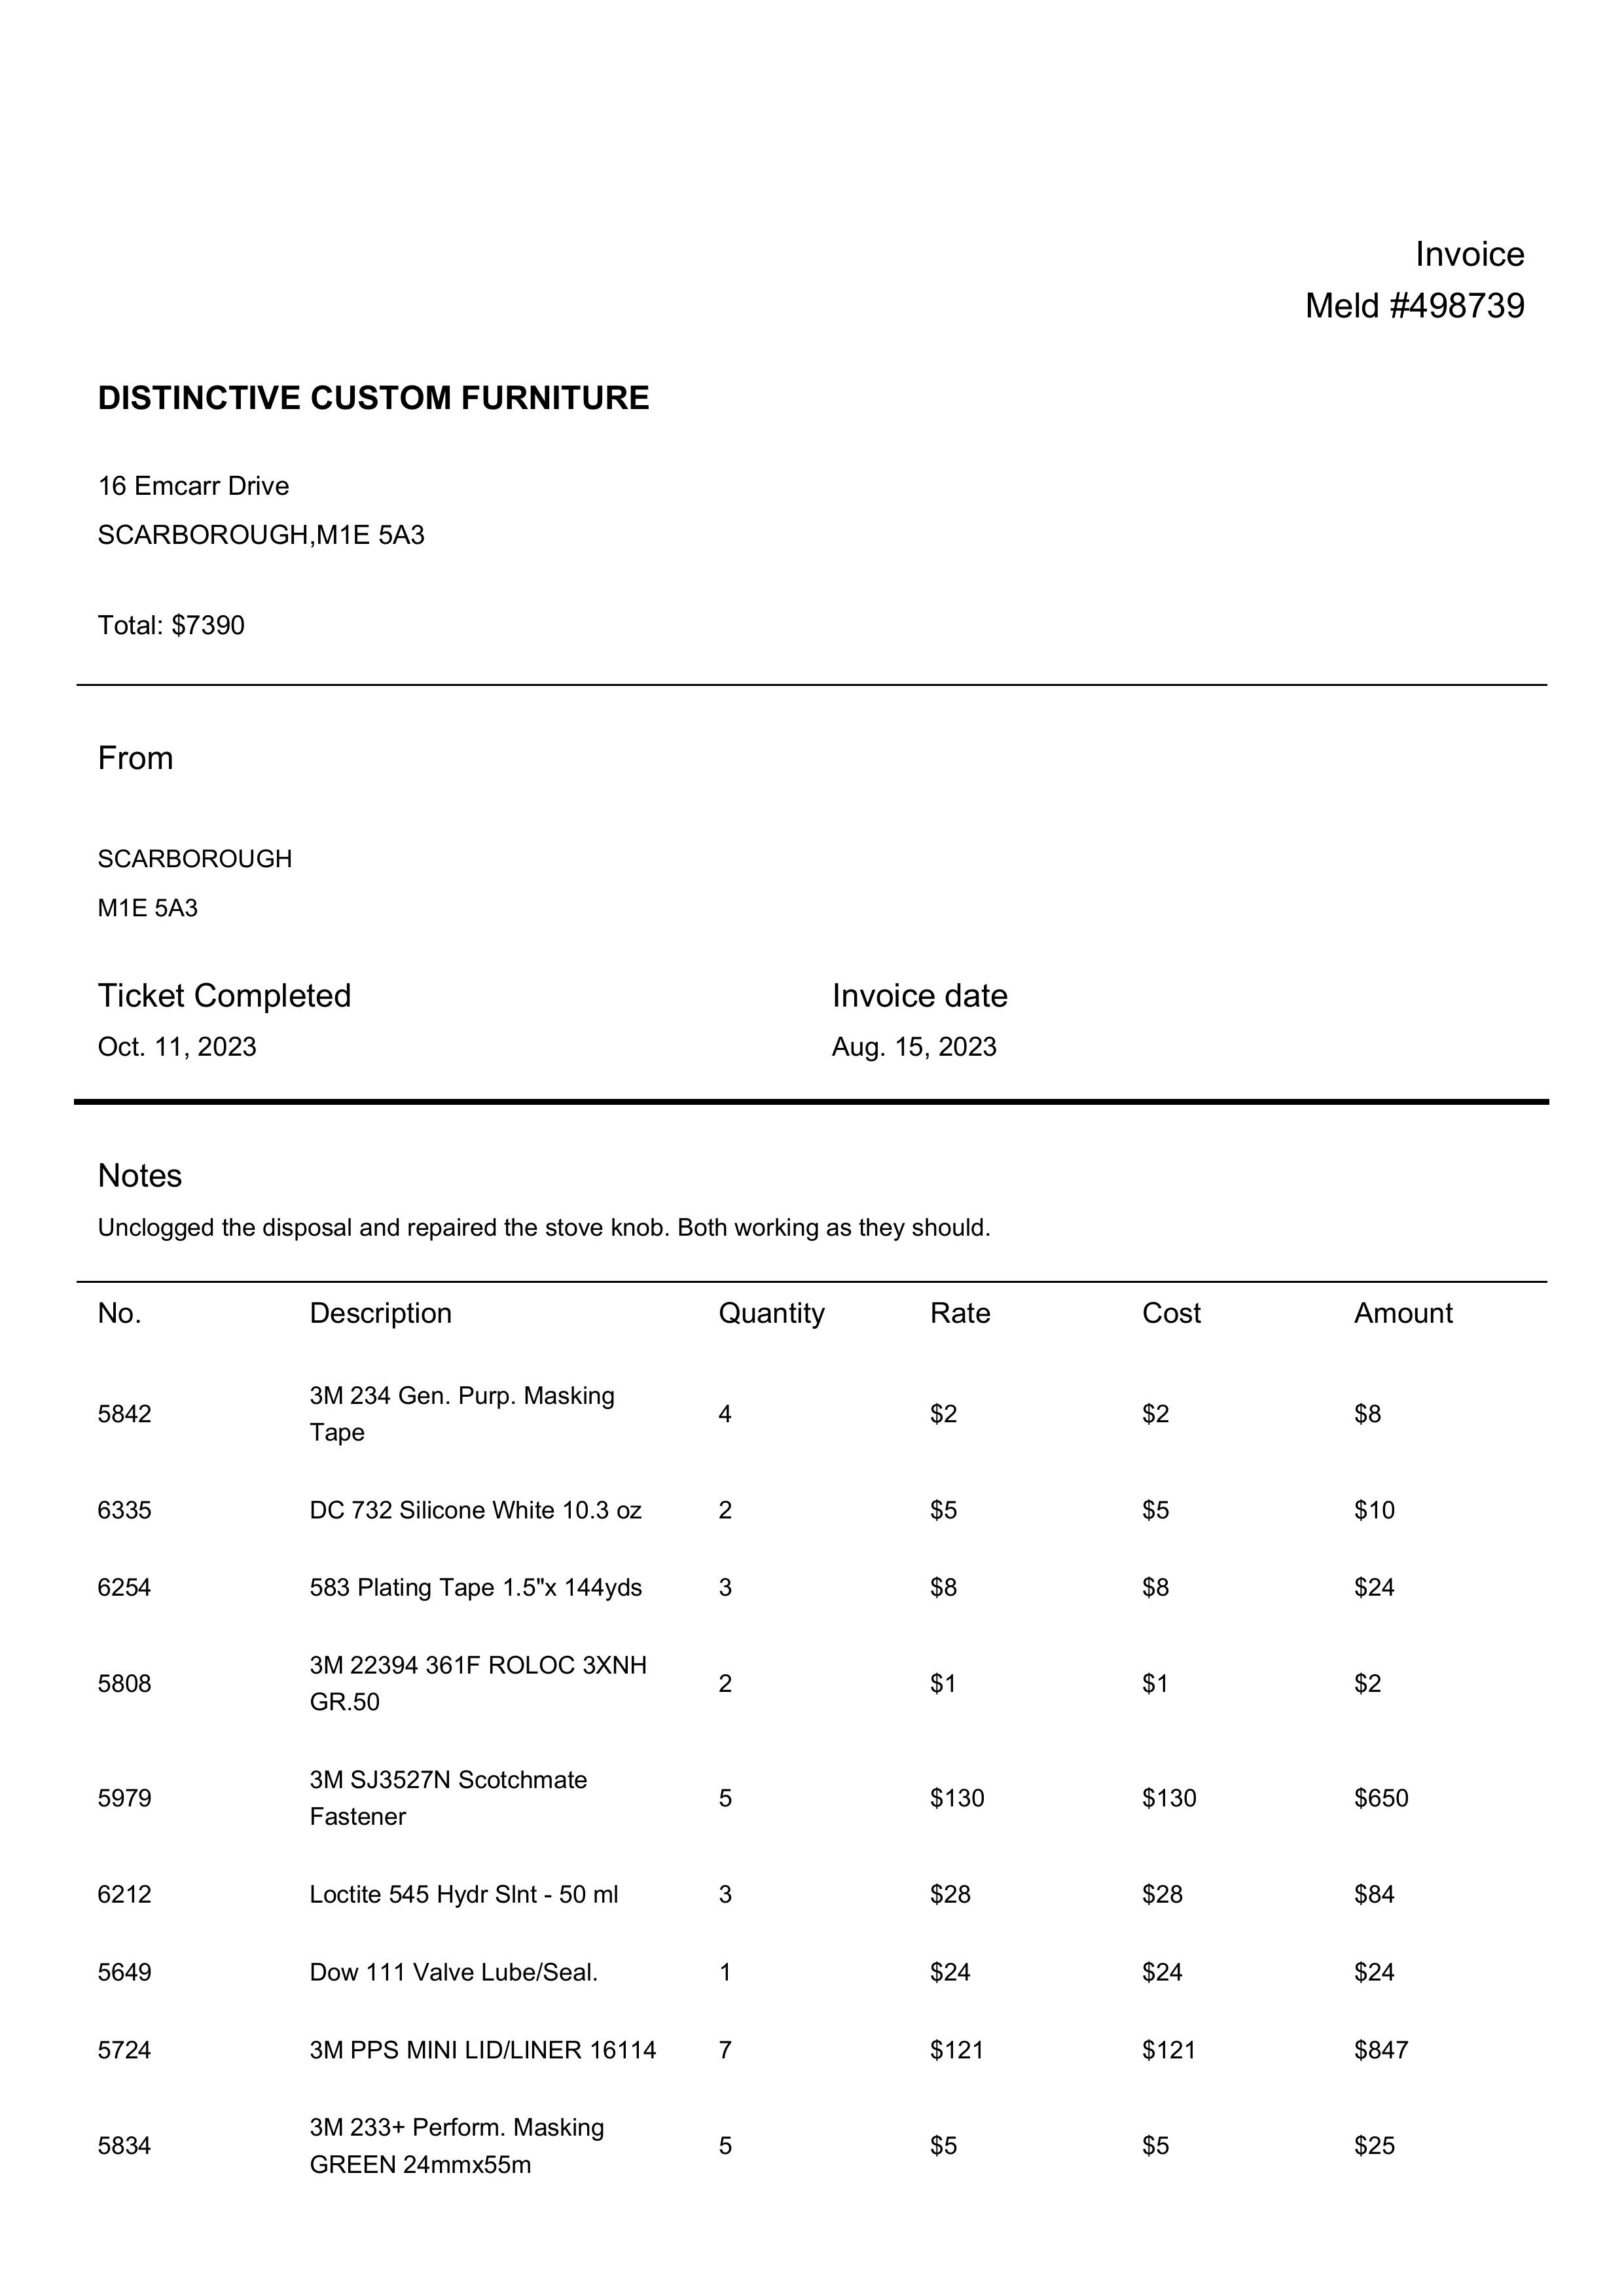 Invoice
Meld #498739
DISTINCTIVE CUSTOM FURNITURE
16 Emcarr Drive
SCARBOROUGH,M1E 5A3
Total: $7390
From
SCARBOROUGH
M1E 5A3
Ticket Completed Invoice date
Oct. 11, 2023 Aug. 15, 2023
Notes
Unclogged the disposal and repaired the stove knob. Both working as they should.
No. Description Quantity Rate Cost Amount
3M 234 Gen. Purp. Masking
5842 4 $2 $2 $8
Tape
6335 DC 732 Silicone White 10.3 oz 2 $5 $5 $10
6254 583 Plating Tape 1.5"x 144yds 3 $8 $8 $24
3M 22394 361F ROLOC 3XNH
5808 2 $1 $1 $2
GR.50
3M SJ3527N Scotchmate
5979 5 $130 $130 $650
Fastener
6212 Loctite 545 Hydr Slnt - 50 ml 3 $28 $28 $84
5649 Dow 111 Valve Lube/Seal. 1 $24 $24 $24
5724 3M PPS MINI LID/LINER 16114 7 $121 $121 $847
3M 233+ Perform. Masking
5834 5 $5 $5 $25
GREEN 24mmx55m